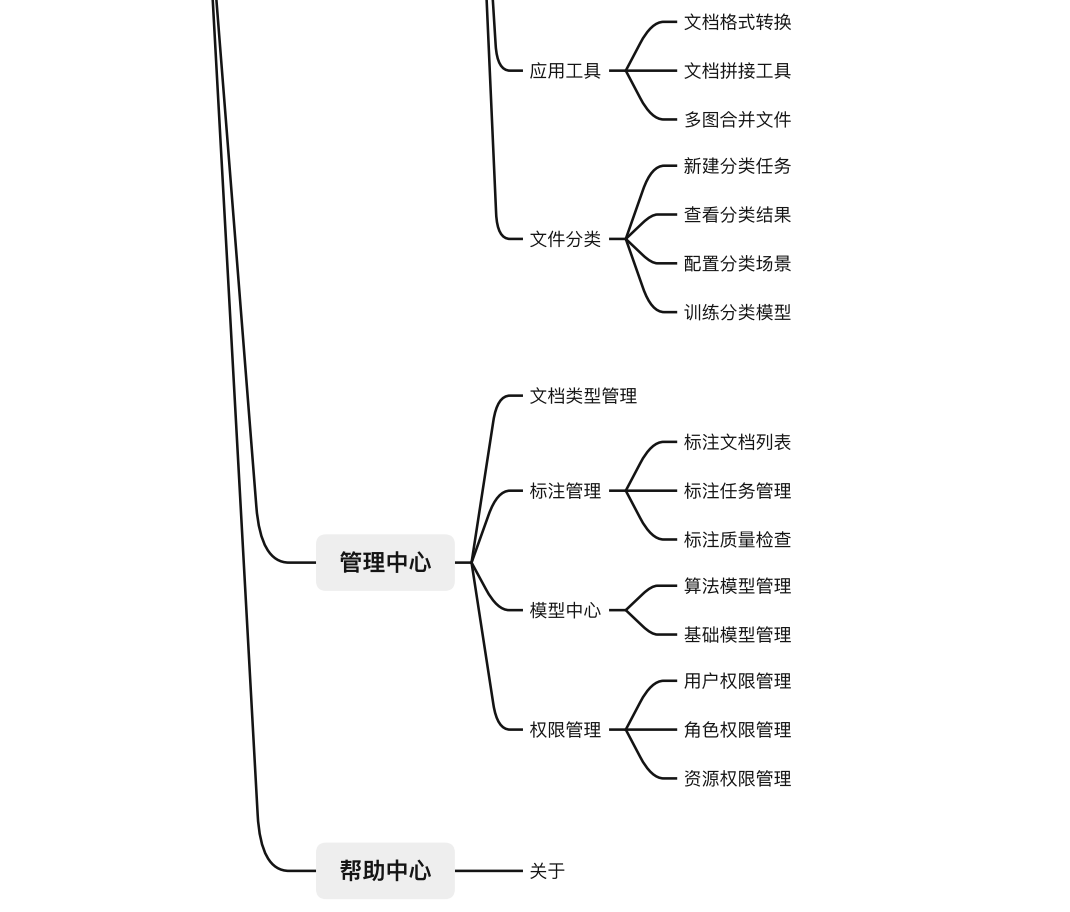 文档格式转换
应用工具
文档拼接工具
多图合并文件
新建分类任务
查看分类结果
文件分类
配置分类场景
训练分类模型
文档类型管理
标注文档列表
标注管理
标注任务管理
标注质量检查
管理中心
算法模型管理
模型中心
基础模型管理
用户权限管理
权限管理
角色权限管理
资源权限管理
帮助中心
关于